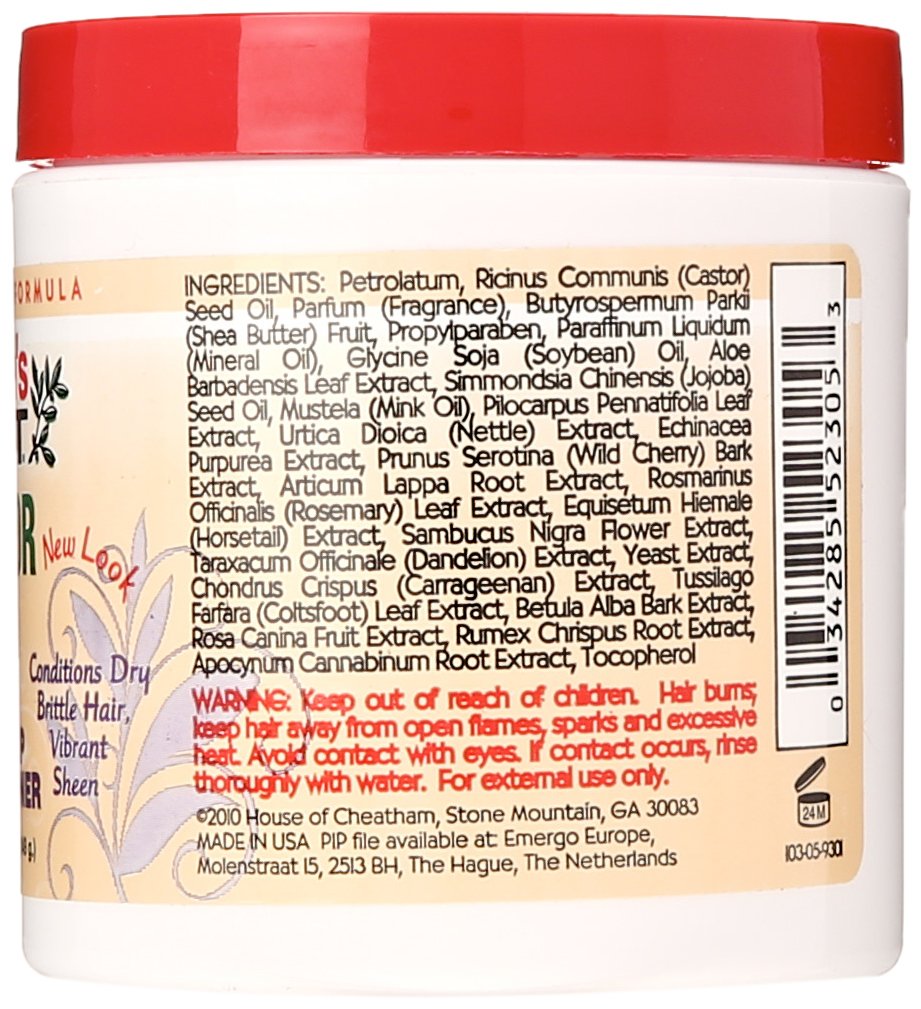 FORMULA
's
T.
OR
New Look
Conditions Dry
Brittle Hair,
Vibrant
Sheen
P
ER
g.)
INGREDIENTS: Petrolatum, Ricinus Communis (Castor)
Seed Oil, Parfum (Fragrance), Butyrospermum Parkii
(Shea Butter) Fruit, Propylparaben, Paraffinum Liquidum
(Mineral Oil), Glycine Soja (Soybean) Oil, Aloe
Barbadensis Leaf Extract, Simmondsia Chinensis (Jojoba)
Seed Oil, Mustela (Mink Oil), Pilocarpus Pennatifolia Leaf
Extract, Urtica Dioica (Nettle) Extract, Echinacea
Purpurea Extract, Prunus Serotina (Wild Cherry) Bark
Extract, Articum Lappa Root Extract, Rosmarinus
Officinalis (Rosemary) Leaf Extract, Equisetum Hiemale
(Horsetail) Extract, Sambucus Nigra Flower Extract,
Taraxacum Officinale (Dandelion) Extract, Yeast Extract,
Chondrus Crispus (Carrageenan) Extract, Tussilago
Farfara (Coltsfoot) Leaf Extract, Betula Alba Bark Extract,
Rosa Canina Fruit Extract, Rumex Chrispus Root Extract,
Apocynum Cannabinum Root Extract, Tocopherol
WARNING: Keep out of reach of children. Hair burns;
keep hair away from open flames, sparks and excessive
heat. Avoid contact with eyes. If contact occurs, rinse
thoroughly with water. For external use only.
©2010 House of Cheatham, Stone Mountain, GA 30083
MADE IN USA PIP file available at: Emergo Europe,
Molenstraat 15, 2513 BH, The Hague, The Netherlands
0 34285 52305 3
24M
103-05-9301